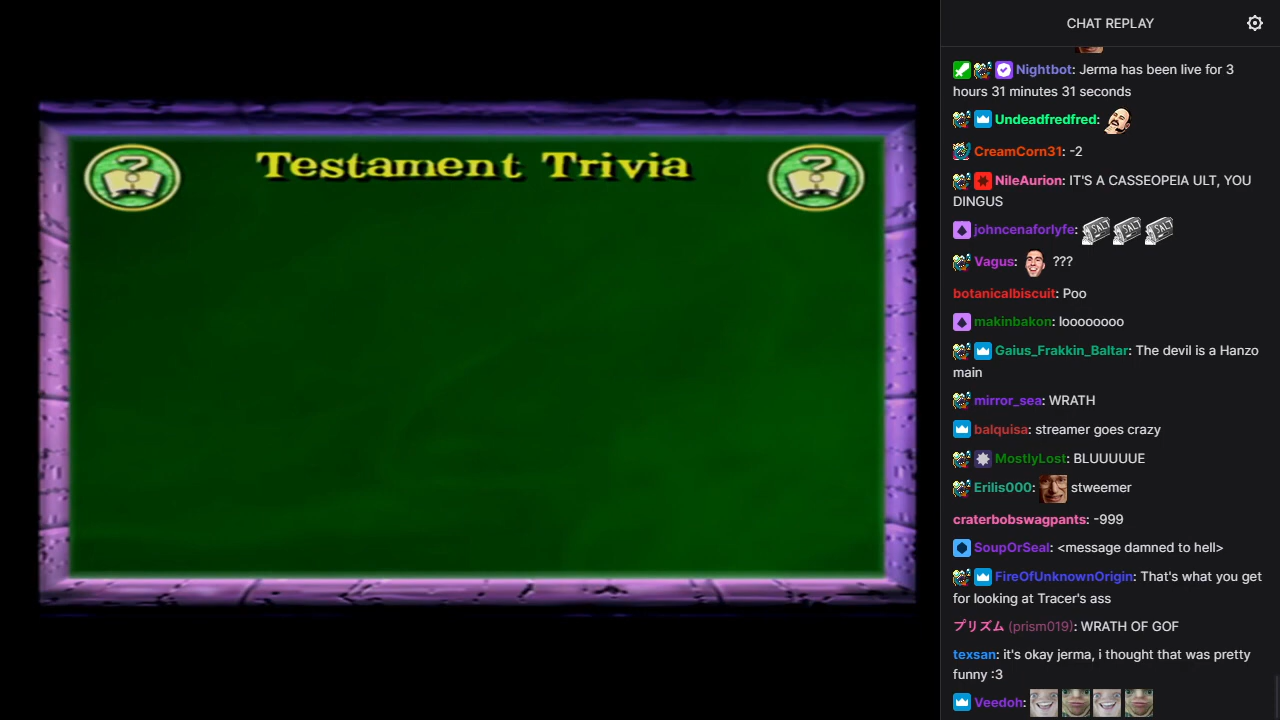 Testament Trivia
CHAT REPLAY
Nightbot: Jerma has been live for 3
hours 31 minutes 31 seconds
Undeadfredfred:
CreamCorn31: -2
NileAurion: IT'S A CASSEOPEIA ULT, YOU
DINGUS
johncenaforlyfe: SALT SALT SALT
Vagus: ???
botanicalbiscuit: Poo
makinbakon: loooooooo
Gaius_Frakkin_Baltar: The devil is a Hanzo
main
mirror_sea: WRATH
balquisa: streamer goes crazy
MostlyLost: BLUUUUUE
Erilis000: stweemer
craterbobswagpants: -999
SoupOrSeal: <message damned to hell>
FireOfUnknownOrigin: That's what you get
for looking at Tracer's ass
プリズム (prism019): WRATH OF GOF
texsan: it's okay jerma, i thought that was pretty
funny :3
Veedoh: